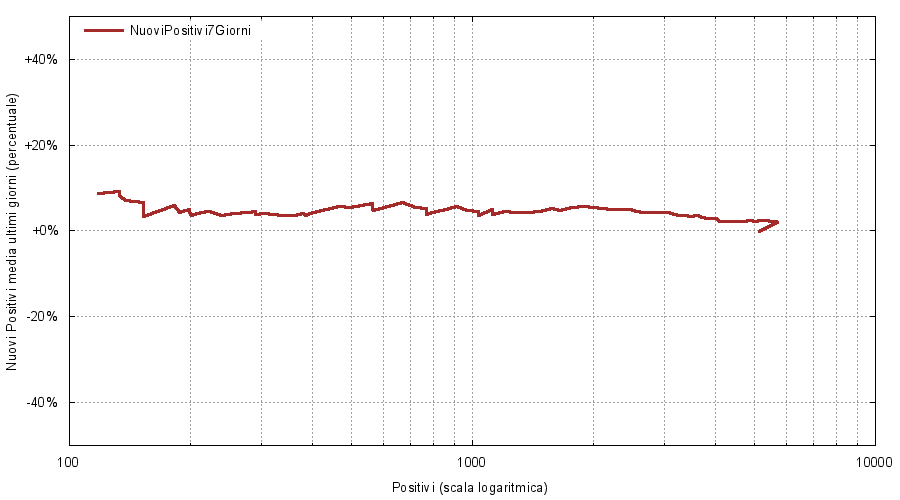 NuoviPositivi7Giorni
+40%
+20%
+0%
-20%
-40%
Nuovi Positivi media ultimi giorni (percentuale)
100
1000
10000
Positivi (scala logaritmica)